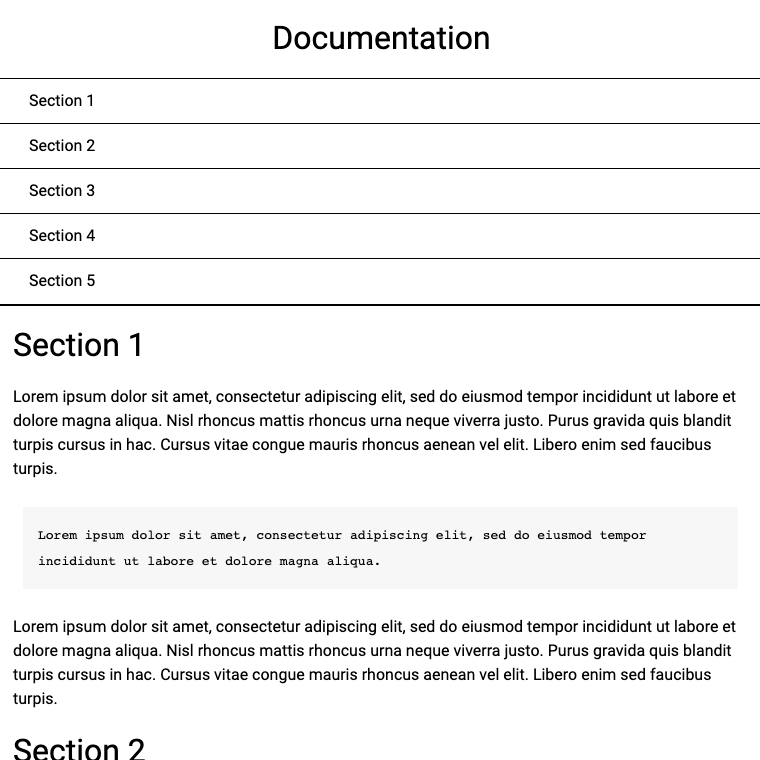 Documentation
Section 1
Section 2
Section 3
Section 4
Section 5
Section 1
Lorem ipsum dolor sit amet, consectetur adipiscing elit, sed do eiusmod tempor incididunt ut labore et
dolore magna aliqua. Nisl rhoncus mattis rhoncus urna neque viverra justo. Purus gravida quis blandit
turpis cursus in hac. Cursus vitae congue mauris rhoncus aenean vel elit. Libero enim sed faucibus
turpis.
Lorem ipsum dolor sit amet, consectetur adipiscing elit, sed do eiusmod tempor
incididunt ut labore et dolore magna aliqua.
Lorem ipsum dolor sit amet, consectetur adipiscing elit, sed do eiusmod tempor incididunt ut labore et
dolore magna aliqua. Nisl rhoncus mattis rhoncus urna neque viverra justo. Purus gravida quis blandit
turpis cursus in hac. Cursus vitae congue mauris rhoncus aenean vel elit. Libero enim sed faucibus
turpis.
Section 2